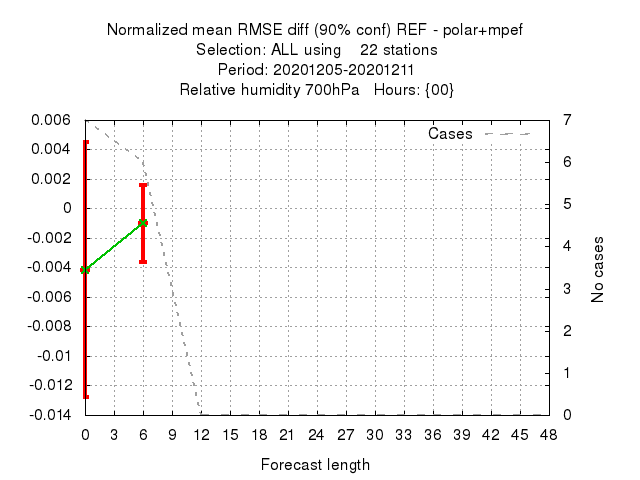 Normalized mean RMSE diff (90% conf) REF - polar+mpef
Selection: ALL using 22 stations
Period: 20201205-20201211
Relative humidity 700hPa Hours: {00}
0.006
0.004
0.002
0
-0.002
-0.004
-0.006
-0.008
-0.01
-0.012
-0.014
Cases
7
6
5
4
3
2
1
0
No cases
0 3 6 9 12 15 18 21 24 27 30 33 36 39 42 45 48
Forecast length